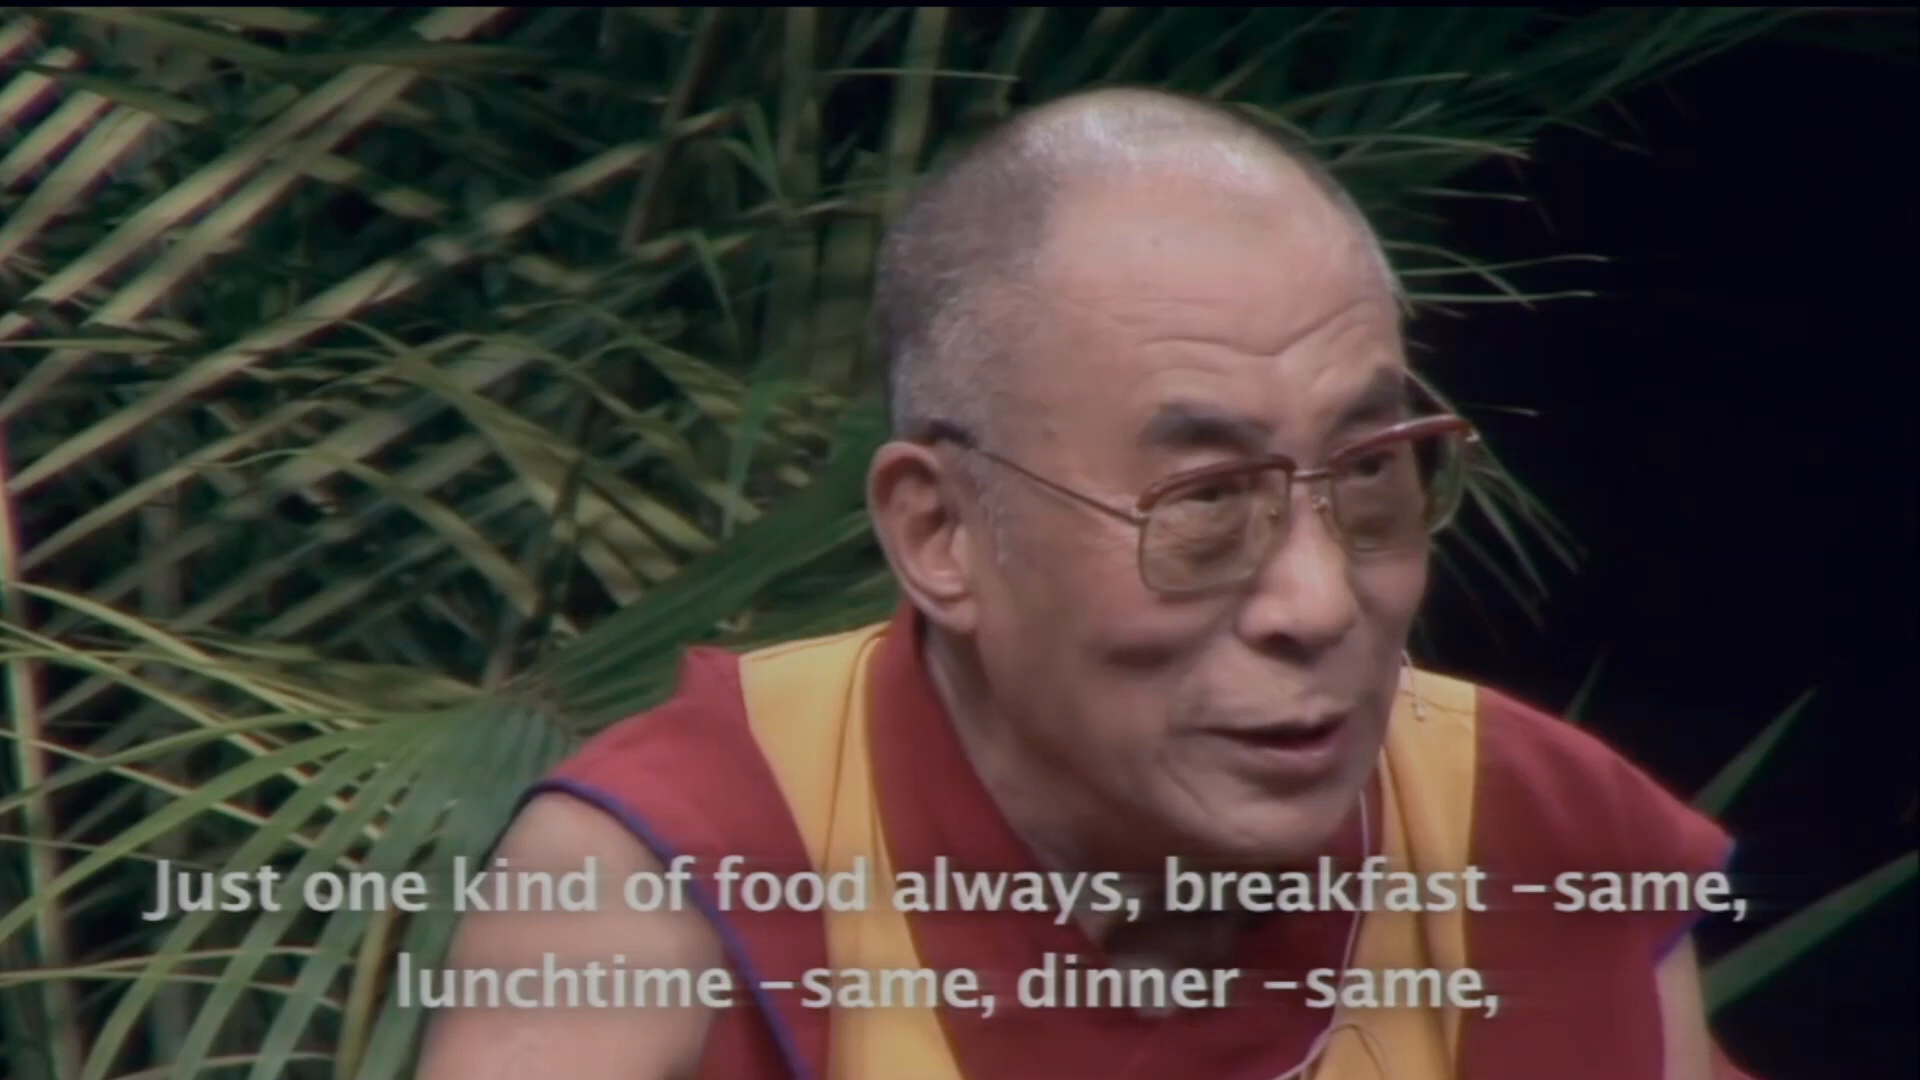 Just one kind of food always, breakfast –same,
lunchtime –same, dinner –same,